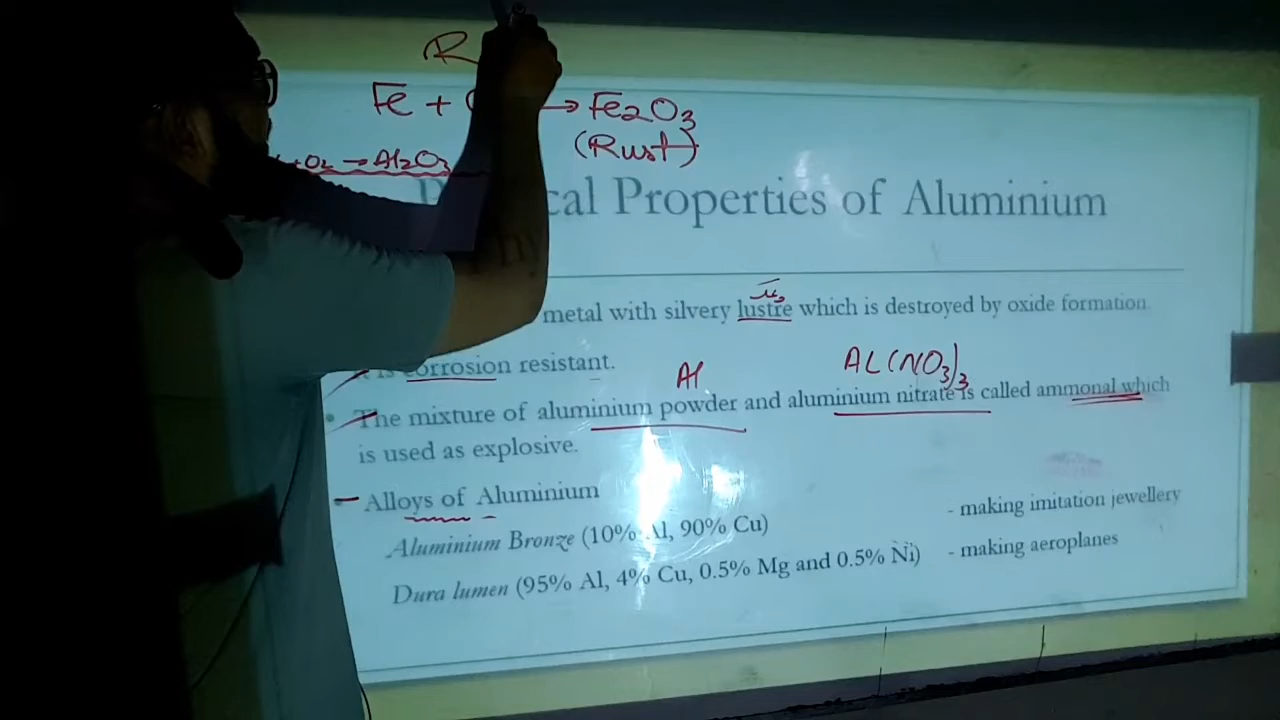 R
Fe + → Fe2O3
(Rust)
+O2 → Al2O3
cal Properties of Aluminium
metal with silvery lustre which is destroyed by oxide formation.
is corrosion resistant.
Al
AL(NO3)3
• The mixture of aluminium powder and aluminium nitrate is called ammonal which
is used as explosive.
Alloys of Aluminium
Aluminium Bronze (10% Al, 90% Cu) - making imitation jewellery
Dura lumen (95% Al, 4% Cu, 0.5% Mg and 0.5% Ni) - making aeroplanes